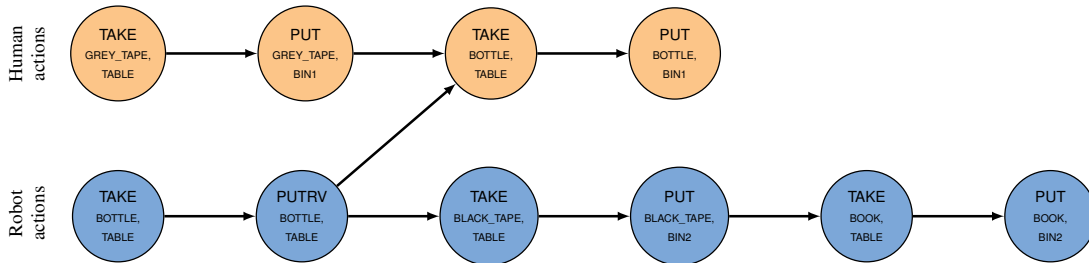 Human
actions
TAKE
GREY_TAPE,
TABLE
PUT
GREY_TAPE,
BIN1
TAKE
BOTTLE,
TABLE
PUT
BOTTLE,
BIN1
Robot
actions
TAKE
BOTTLE,
TABLE
PUTRV
BOTTLE,
TABLE
TAKE
BLACK_TAPE,
TABLE
PUT
BLACK_TAPE,
BIN2
TAKE
BOOK,
TABLE
PUT
BOOK,
BIN2